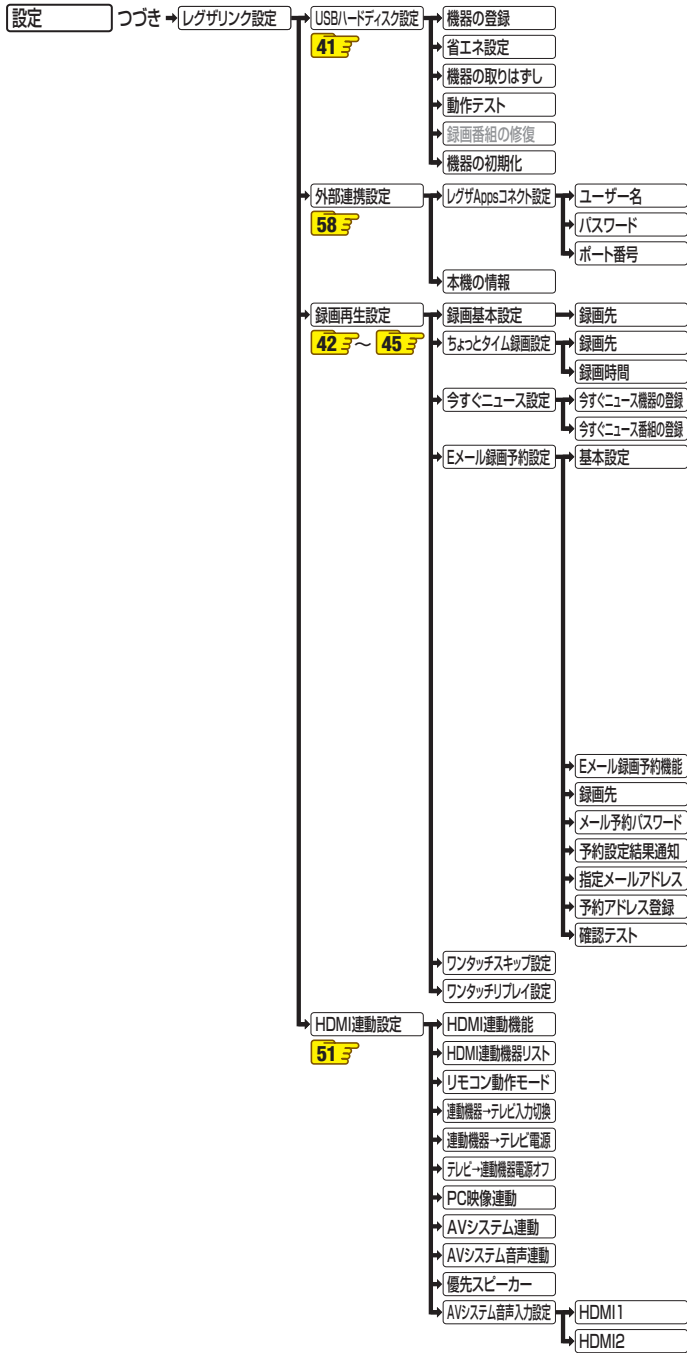 設定 つづき レグザリンク設定 USBハードディスク設定 機器の登録
41
省エネ設定
機器の取りはずし
動作テスト
録画番組の修復
機器の初期化
外部連携設定 レグザAppsコネクト設定 ユーザー名
58
パスワード
ポート番号
本機の情報
録画再生設定 録画基本設定 録画先
42 ～ 45
ちょっとタイム録画設定 録画先
録画時間
今すぐニュース設定 今すぐニュース機器の登録
今すぐニュース番組の登録
Eメール録画予約設定 基本設定
Eメール録画予約機能
録画先
メール予約パスワード
予約設定結果通知
指定メールアドレス
予約アドレス登録
確認テスト
ワンタッチスキップ設定
ワンタッチリプレイ設定
HDMI連動設定 HDMI連動機能
51
HDMI連動機器リスト
リモコン動作モード
連動機器→テレビ入力切換
連動機器→テレビ電源
テレビ→連動機器電源オフ
PC映像連動
AVシステム連動
AVシステム音声連動
優先スピーカー
AVシステム音声入力設定 HDMI1
HDMI2